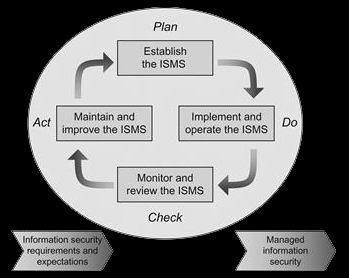 Plan
Establish
the ISMS
Act
Maintain and
improve the ISMS
Implement and
operate the ISMS
Do
Monitor and
review the ISMS
Check
Information security
requirements and
expectations
Managed
information
security